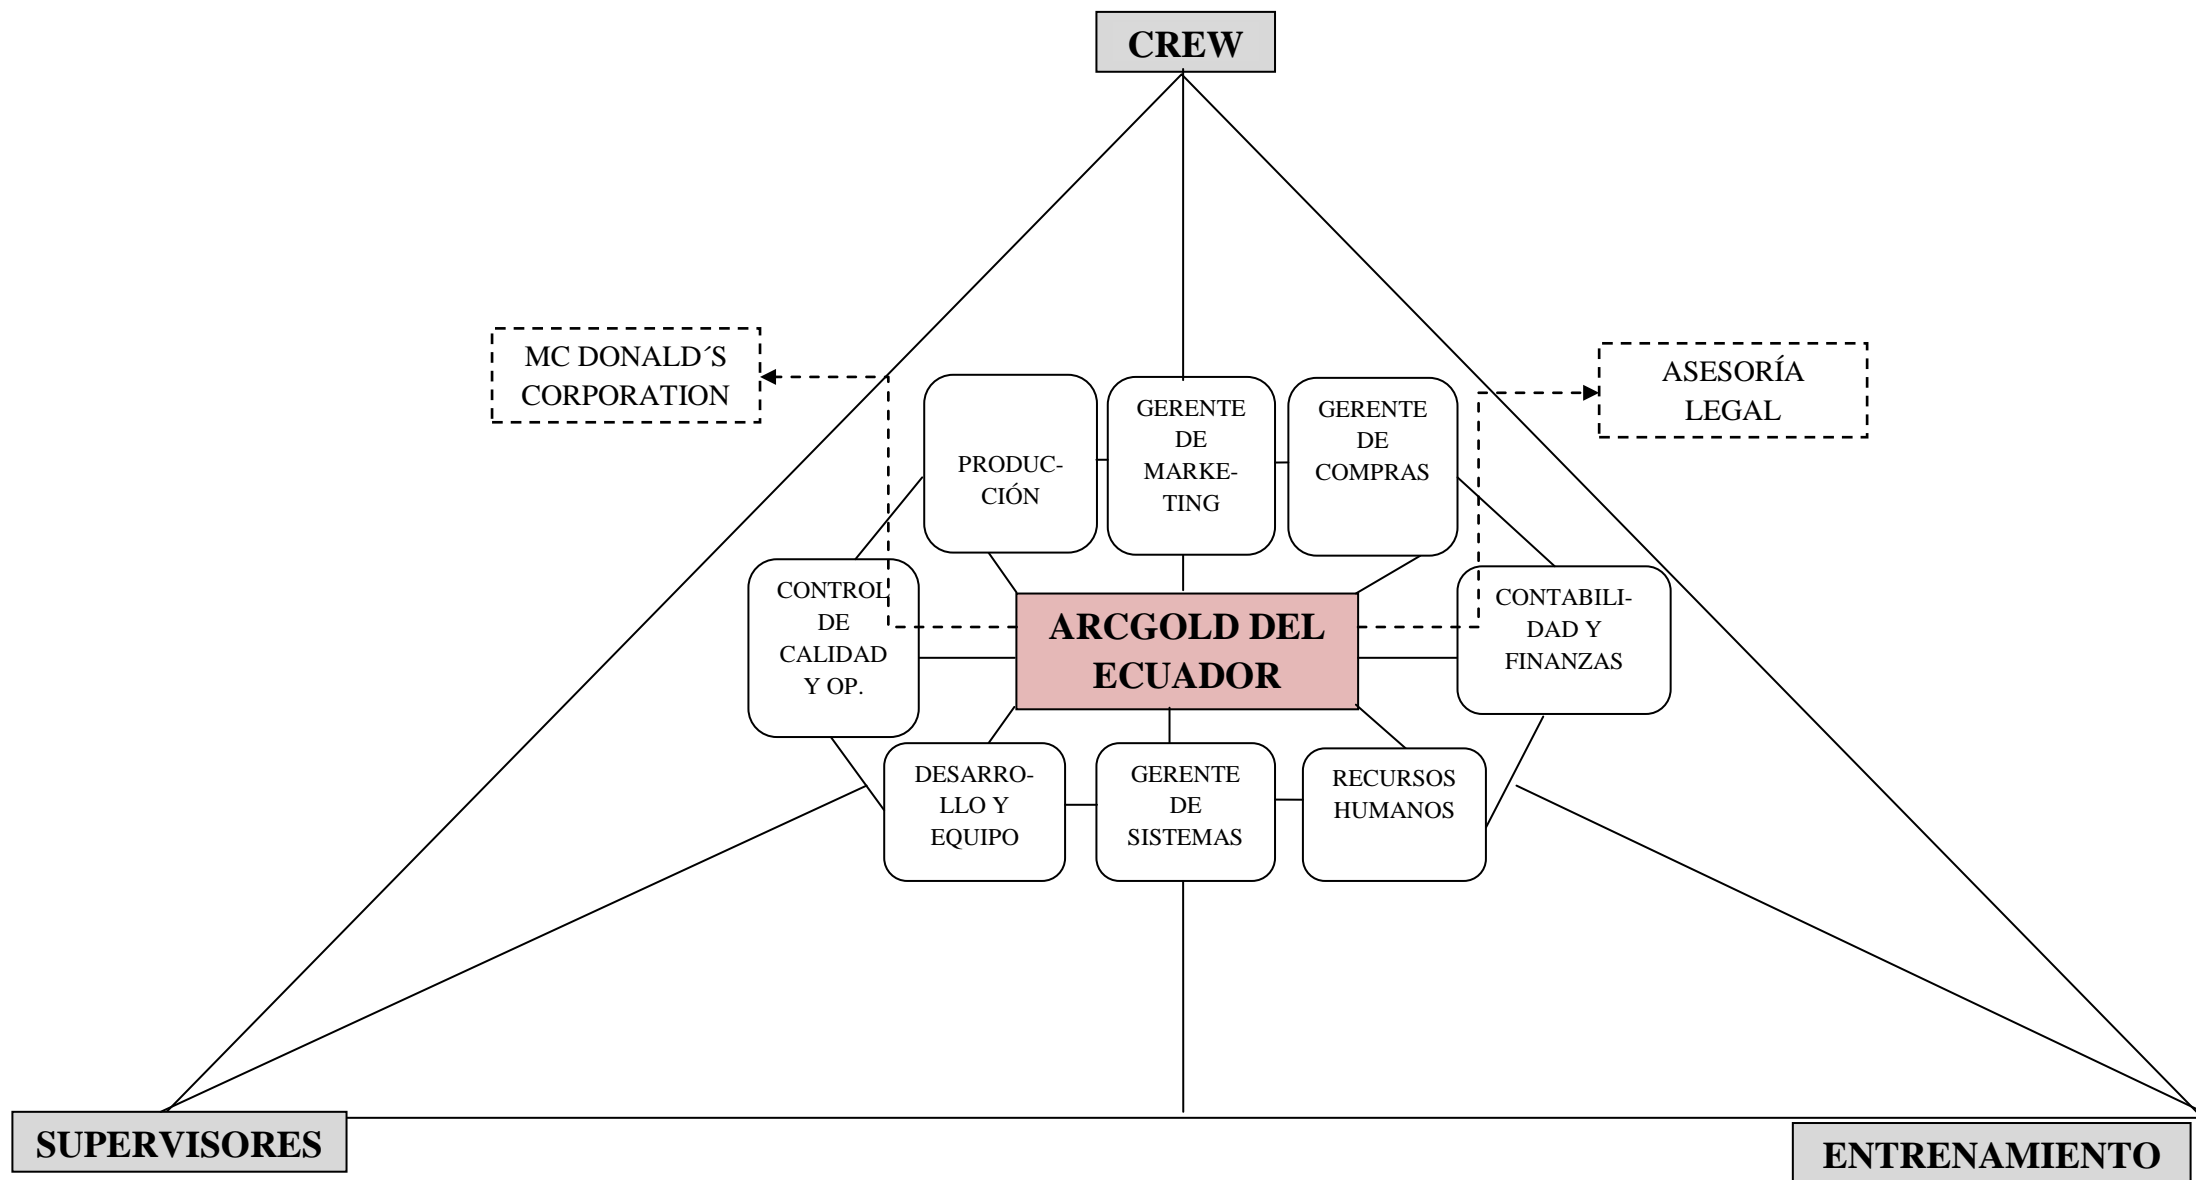 CREW
MC DONALD´S
CORPORATION
ASESORÍA
LEGAL
PRODUC-
CIÓN
GERENTE
DE
MARKE-
TING
GERENTE
DE
COMPRAS
CONTROL
DE
CALIDAD
Y OP.
ARCGOLD DEL
ECUADOR
CONTABILI-
DAD Y
FINANZAS
DESARRO-
LLO Y
EQUIPO
GERENTE
DE
SISTEMAS
RECURSOS
HUMANOS
SUPERVISORES
ENTRENAMIENTO